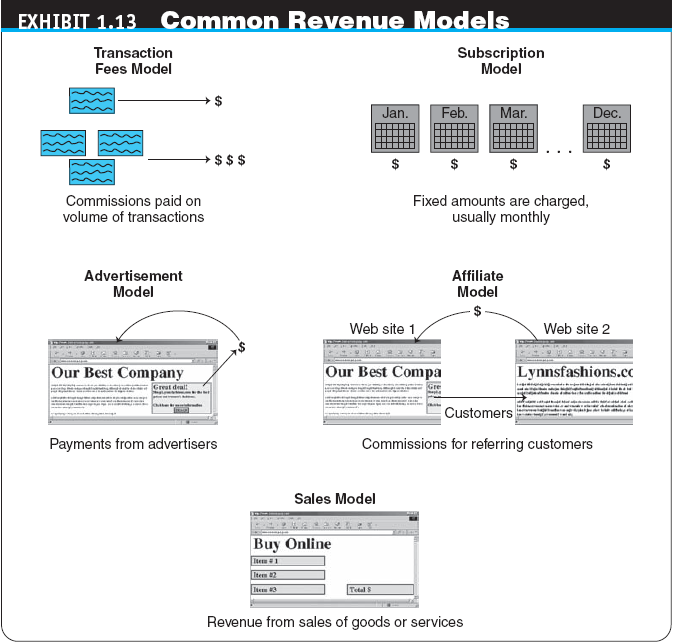 EXHIBIT 1.13 Common Revenue Models
Transaction
Fees Model
$
$ $ $
Commissions paid on
volume of transactions
Subscription
Model
Jan.
Feb.
Mar.
. . .
Dec.
$
$
$
$
Fixed amounts are charged,
usually monthly
Advertisement
Model
$
Our Best Company
Great deal!
Payments from advertisers
Affiliate
Model
$
Web site 1
Web site 2
Our Best Comp
Lynnsfashions.co
Gre
Customers
Commissions for referring customers
Sales Model
Buy Online
Item # 1
Item #2
Item #3
Total $
Revenue from sales of goods or services